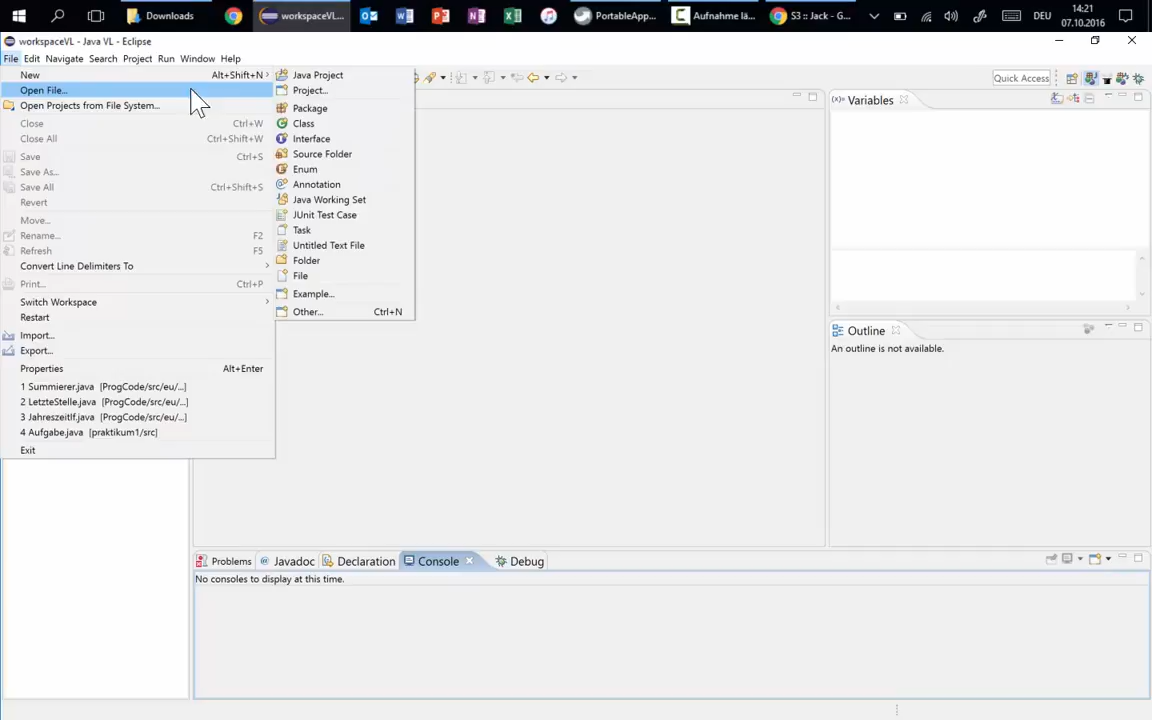 Downloads
workspaceVL...
PortableApp...
Aufnahme lä...
S3 :: Jack - G...
DEU
14:21
07.10.2016
workspaceVL - Java VL - Eclipse
File Edit Navigate Search Project Run Window Help
New Alt+Shift+N
Open File...
Open Projects from File System...
Close Ctrl+W
Close All Ctrl+Shift+W
Save Ctrl+S
Save As...
Save All Ctrl+Shift+S
Revert
Move...
Rename... F2
Refresh F5
Convert Line Delimiters To
Print... Ctrl+P
Switch Workspace
Restart
Import...
Export...
Properties Alt+Enter
1 Summierer.java [ProgCode/src/eu/...]
2 LetzteStelle.java [ProgCode/src/eu/...]
3 JahreszeitIf.java [ProgCode/src/eu/...]
4 Aufgabe.java [praktikum1/src]
Exit
Java Project
Project...
Package
Class
Interface
Source Folder
Enum
Annotation
Java Working Set
JUnit Test Case
Task
Untitled Text File
Folder
File
Example...
Other... Ctrl+N
Quick Access
(x)= Variables
Outline
An outline is not available.
Problems @ Javadoc Declaration Console Debug
No consoles to display at this time.